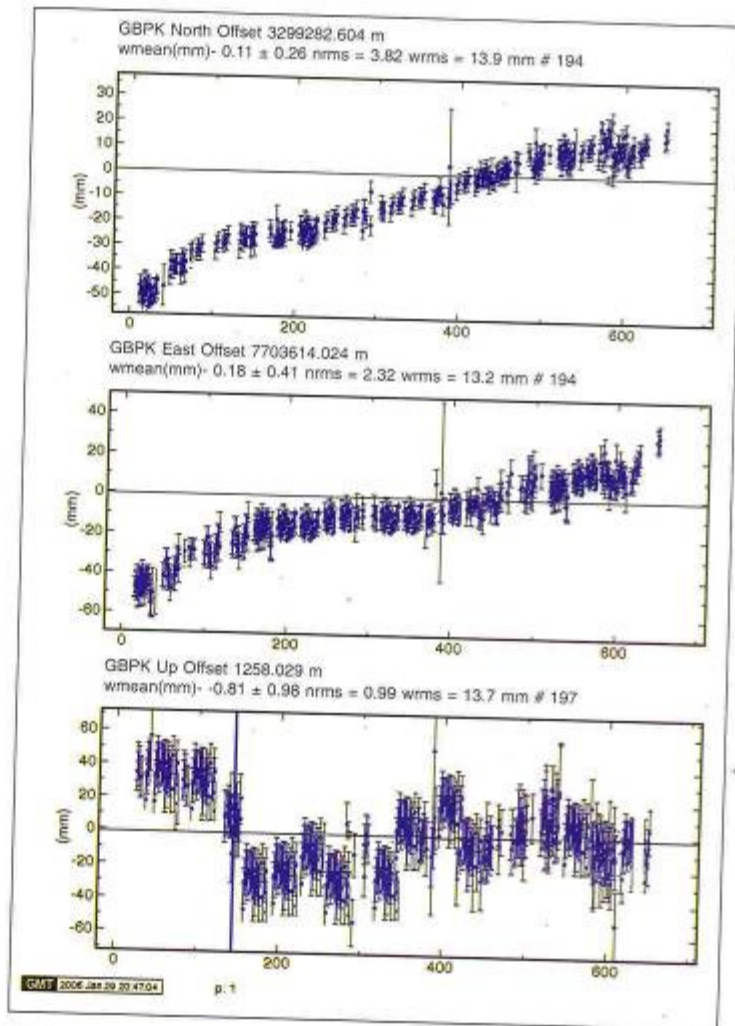 GBPK North Offset 3299282.604 m
wmean(mm)- 0.11 ± 0.26 nrms = 3.82 wrms = 13.9 mm # 194
30
20
10
0
-10
-20
-30
-40
-50
(mm)
0 200 400 600
GBPK East Offset 7703614.024 m
wmean(mm)- 0.18 ± 0.41 nrms = 2.32 wrms = 13.2 mm # 194
40
20
0
-20
-40
-60
(mm)
0 200 400 600
GBPK Up Offset 1258.029 m
wmean(mm)- -0.81 ± 0.98 nrms = 0.99 wrms = 13.7 mm # 197
60
40
20
0
-20
-40
-60
(mm)
0 200 400 600
GMT 2006 Jan 29 20:47:04
p. 1